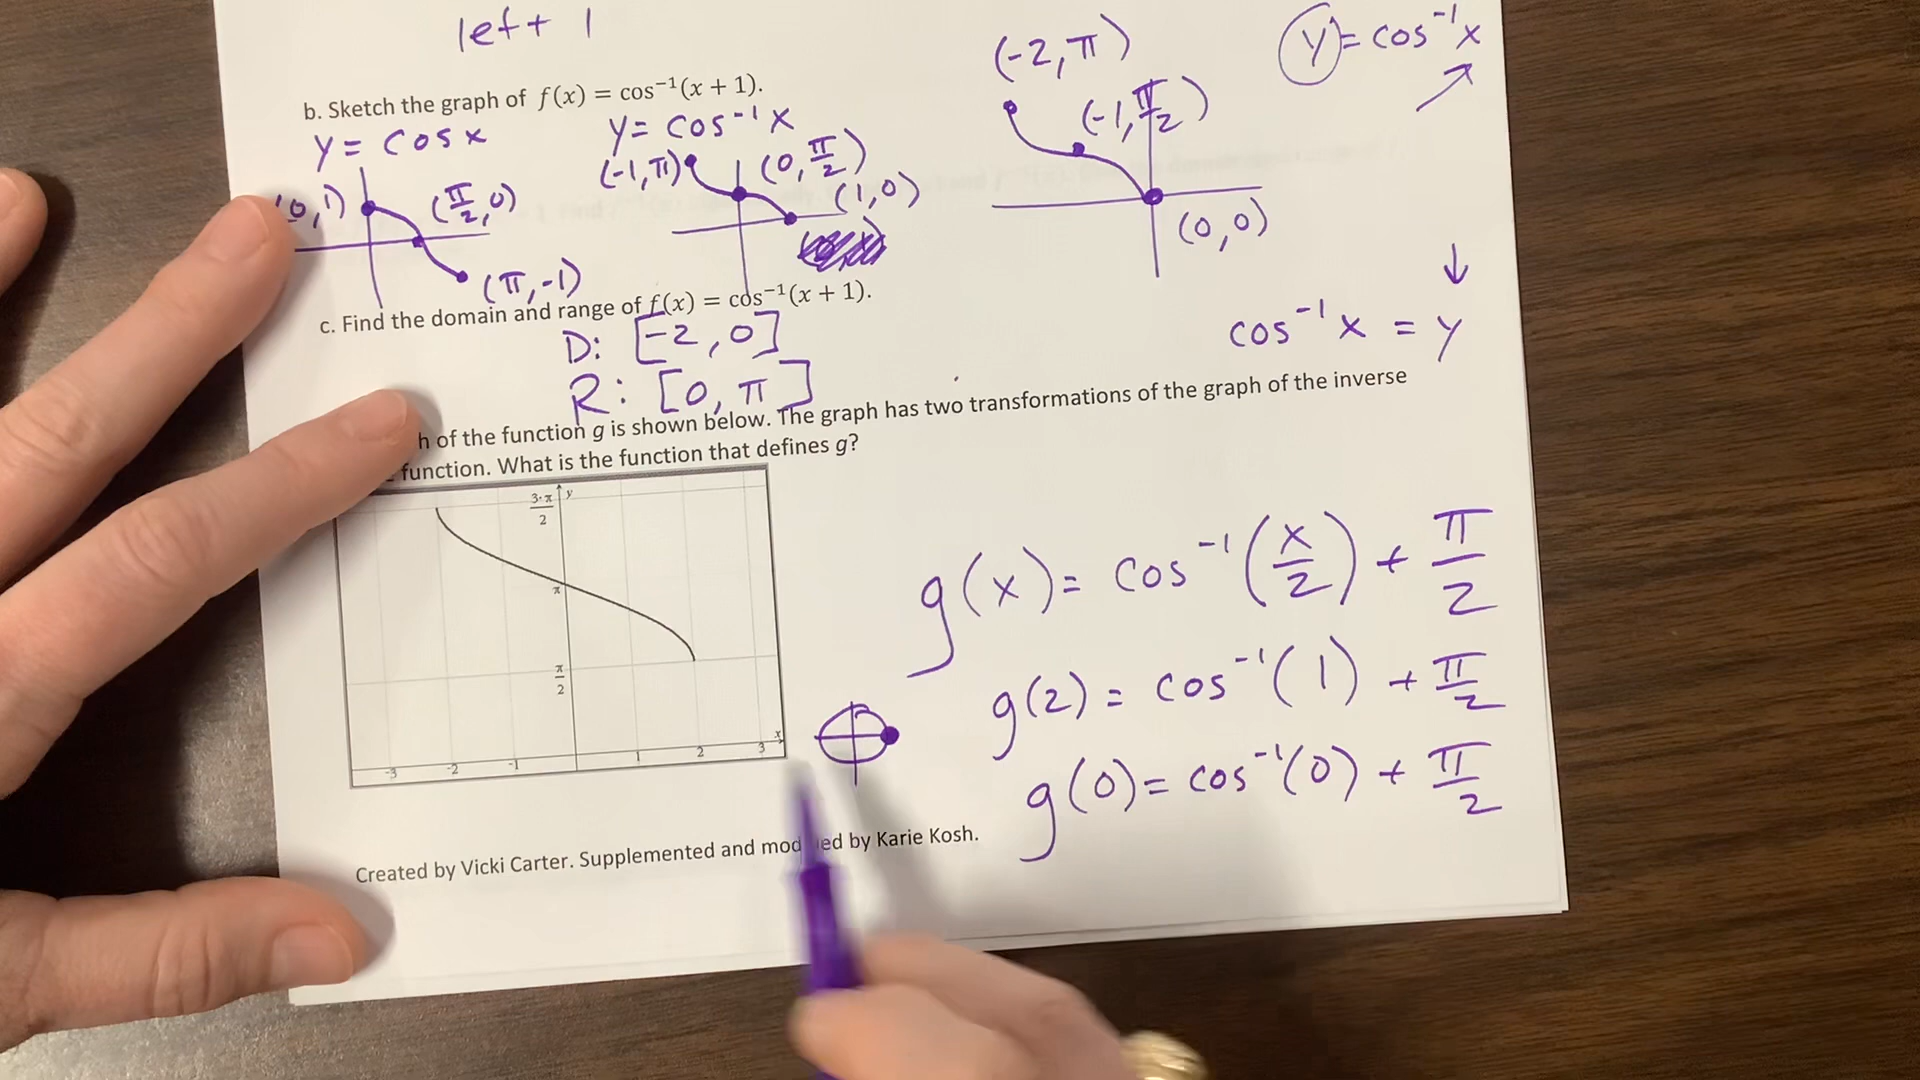 left 1
b. Sketch the graph of f(x) = cos⁻¹(x + 1).
y = cos x
(0,1)
(π/2, 0)
(π,-1)
y = cos⁻¹ x
(-1, π)
(0, π/2)
(1,0)
(-2, π)
(-1, π/2)
(0,0)
y = cos⁻¹x
c. Find the domain and range of f(x) = cos⁻¹(x + 1).
D: [-2, 0]
R: [0, π]
cos⁻¹ x = y
h of the function g is shown below. The graph has two transformations of the graph of the inverse
function. What is the function that defines g?
3·π/2
y
π
π/2
x
-3 -2 -1 1 2 3
g(x) = cos⁻¹(x/2) + π/2
g(2) = cos⁻¹(1) + π/2
g(0) = cos⁻¹(0) + π/2
Created by Vicki Carter. Supplemented and mod ed by Karie Kosh.